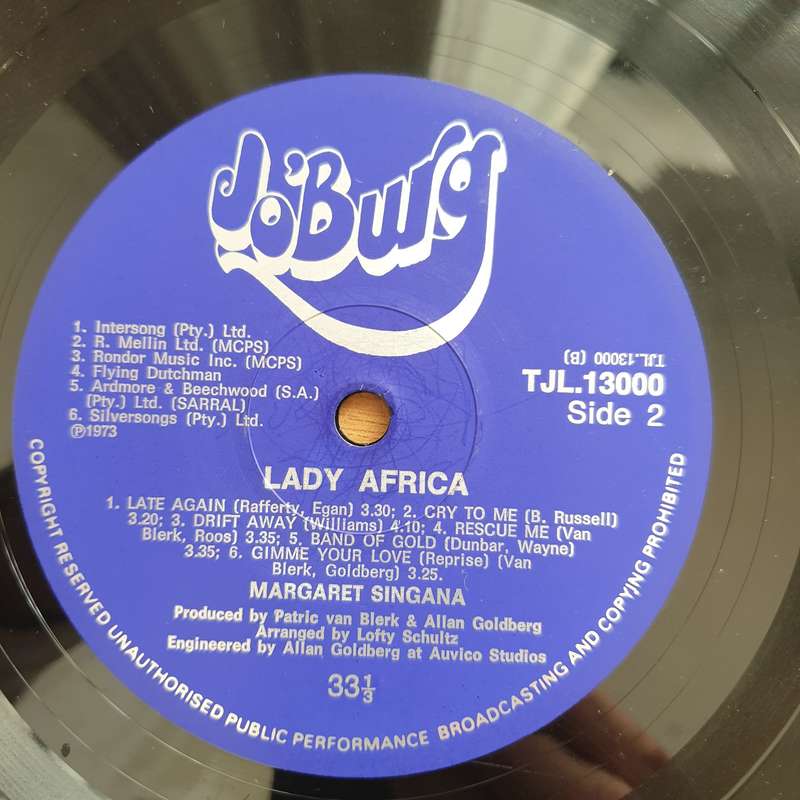 Jo'Burg
1. Intersong (Pty.) Ltd.
2. R. Mellin Ltd. (MCPS)
3. Rondor Music Inc. (MCPS)
4. Flying Dutchman
5. Ardmore & Beechwood (S.A.)
(Pty.) Ltd. (SARRAL)
6. Silversongs (Pty.) Ltd.
Ⓟ1973
TJL.13000 (B)
TJL.13000
Side 2
LADY AFRICA
1. LATE AGAIN (Rafferty, Egan) 3.30; 2. CRY TO ME (B. Russell)
3.20; 3. DRIFT AWAY (Williams) 4.10; 4. RESCUE ME (Van
Blerk, Roos) 3.35; 5. BAND OF GOLD (Dunbar, Wayne)
3.35; 6. GIMME YOUR LOVE (Reprise) (Van
Blerk, Goldberg) 3.25.
MARGARET SINGANA
Produced by Patric van Blerk & Allan Goldberg
Arranged by Lofty Schultz
Engineered by Allan Goldberg at Auvico Studios
33⅓
COPYRIGHT RESERVED UNAUTHORISED PUBLIC PERFORMANCE BROADCASTING AND COPYING PROHIBITED